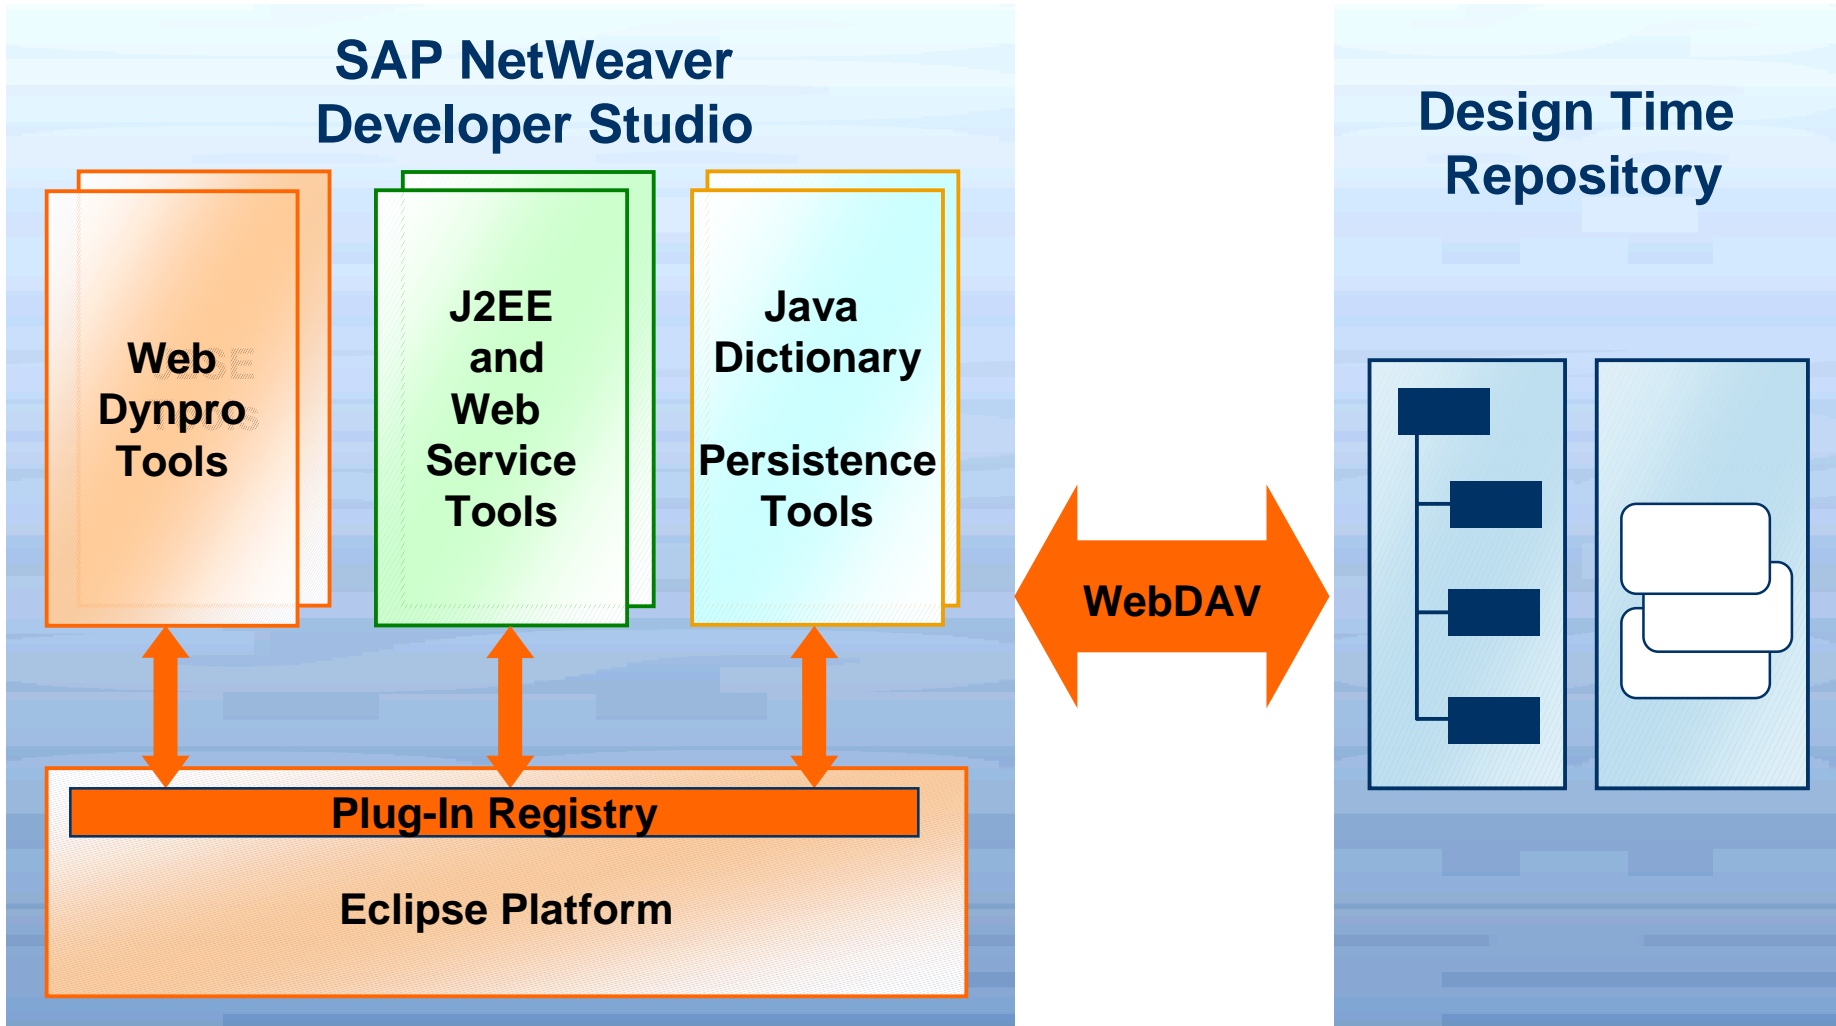 SAP NetWeaver
Developer Studio
Design Time
Repository
Web
Dynpro
Tools
J2EE
and
Web
Service
Tools
Java
Dictionary
Persistence
Tools
WebDAV
Plug-In Registry
Eclipse Platform